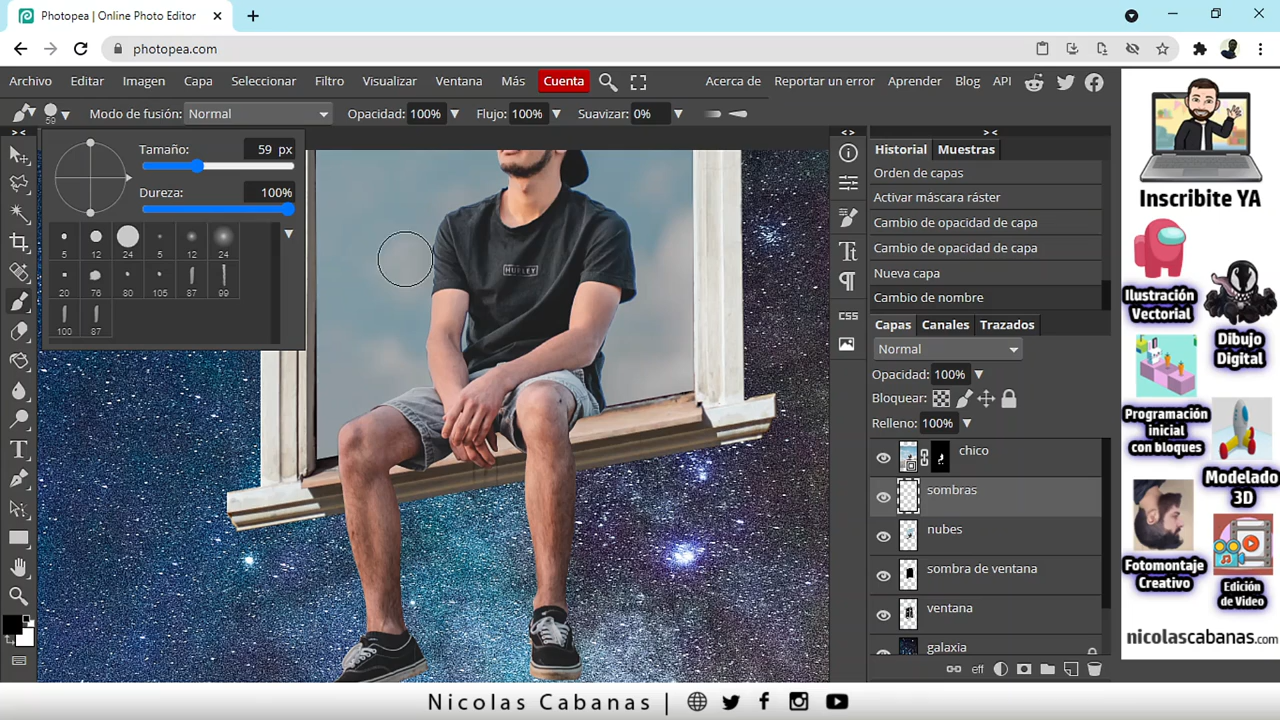 Photopea | Online Photo Editor
photopea.com
Archivo Editar Imagen Capa Seleccionar Filtro Visualizar Ventana Más Cuenta Acerca de Reportar un error Aprender Blog API
59 Modo de fusión: Normal Opacidad: 100% Flujo: 100% Suavizar: 0%
> < < > > <
Tamaño: 59 px
Dureza: 100%
5 12 24 5 12 24
20 76 80 105 87 99
100 87
HURLEY
Historial Muestras
Orden de capas
Activar máscara ráster
Cambio de opacidad de capa
Cambio de opacidad de capa
Nueva capa
Cambio de nombre
CSS
Capas Canales Trazados
Normal
Opacidad: 100%
Bloquear:
Relleno: 100%
chico
sombras
nubes
sombra de ventana
ventana
galaxia
eff
Inscribite YA
Ilustración
Vectorial
Dibujo
Digital
Programación
inicial
con bloques
Modelado
3D
Fotomontaje
Creativo
Edición
de Video
nicolascabanas.com
Nicolas Cabanas |